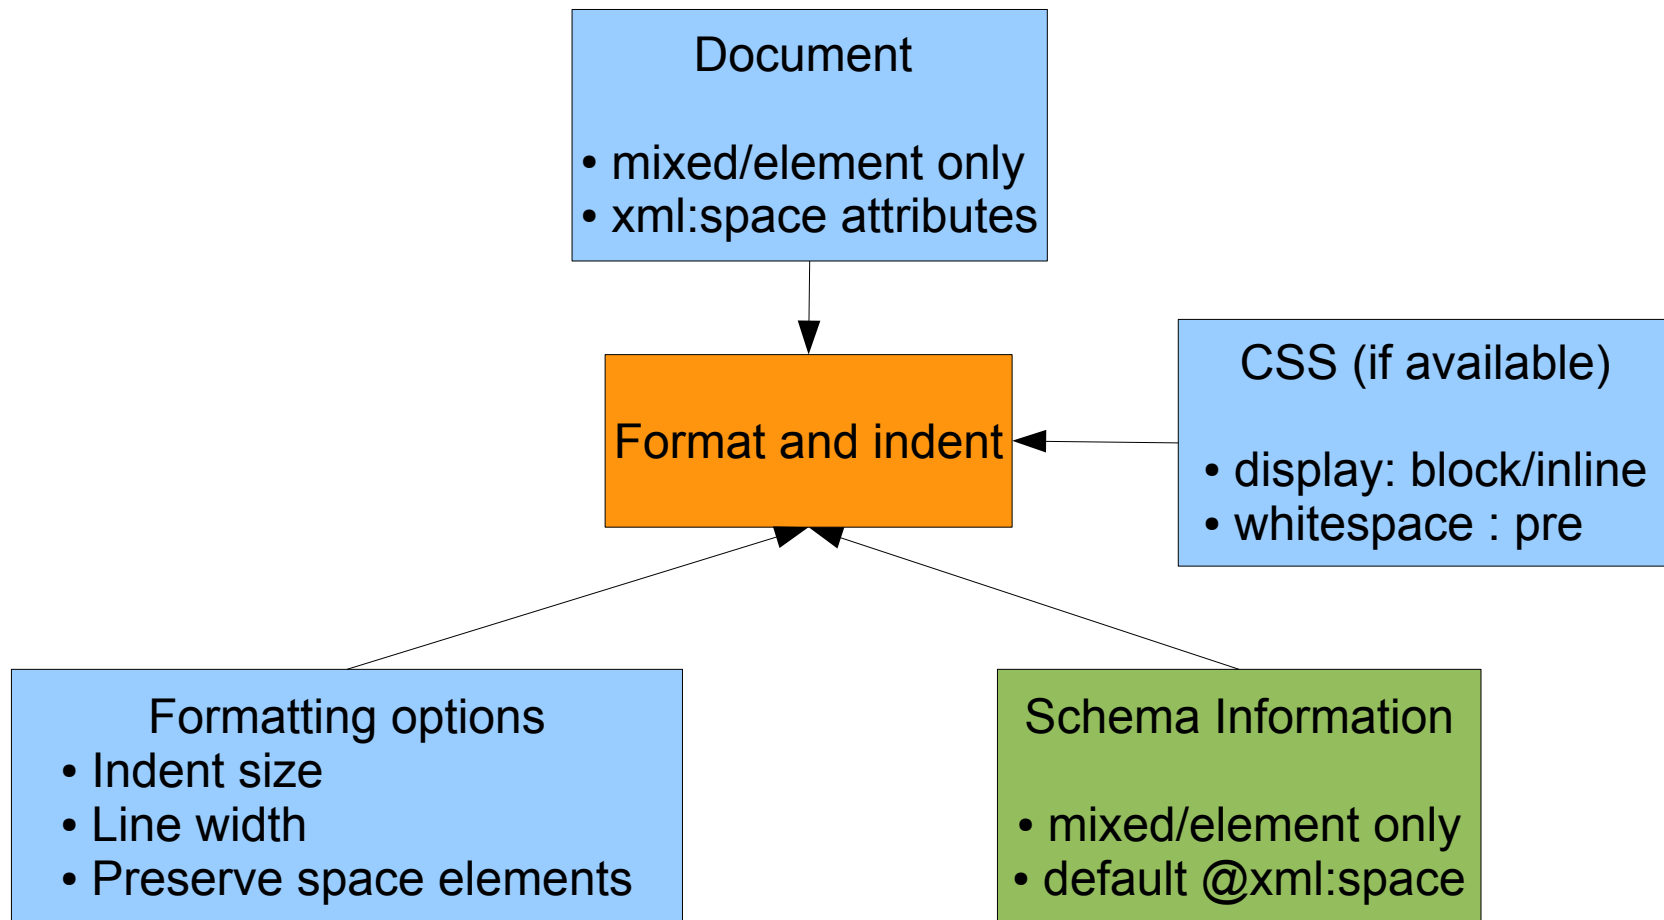 Document
• mixed/element only
• xml:space attributes
CSS (if available)
• display: block/inline
• whitespace : pre
Format and indent
Formatting options
• Indent size
• Line width
• Preserve space elements
Schema Information
• mixed/element only
• default @xml:space